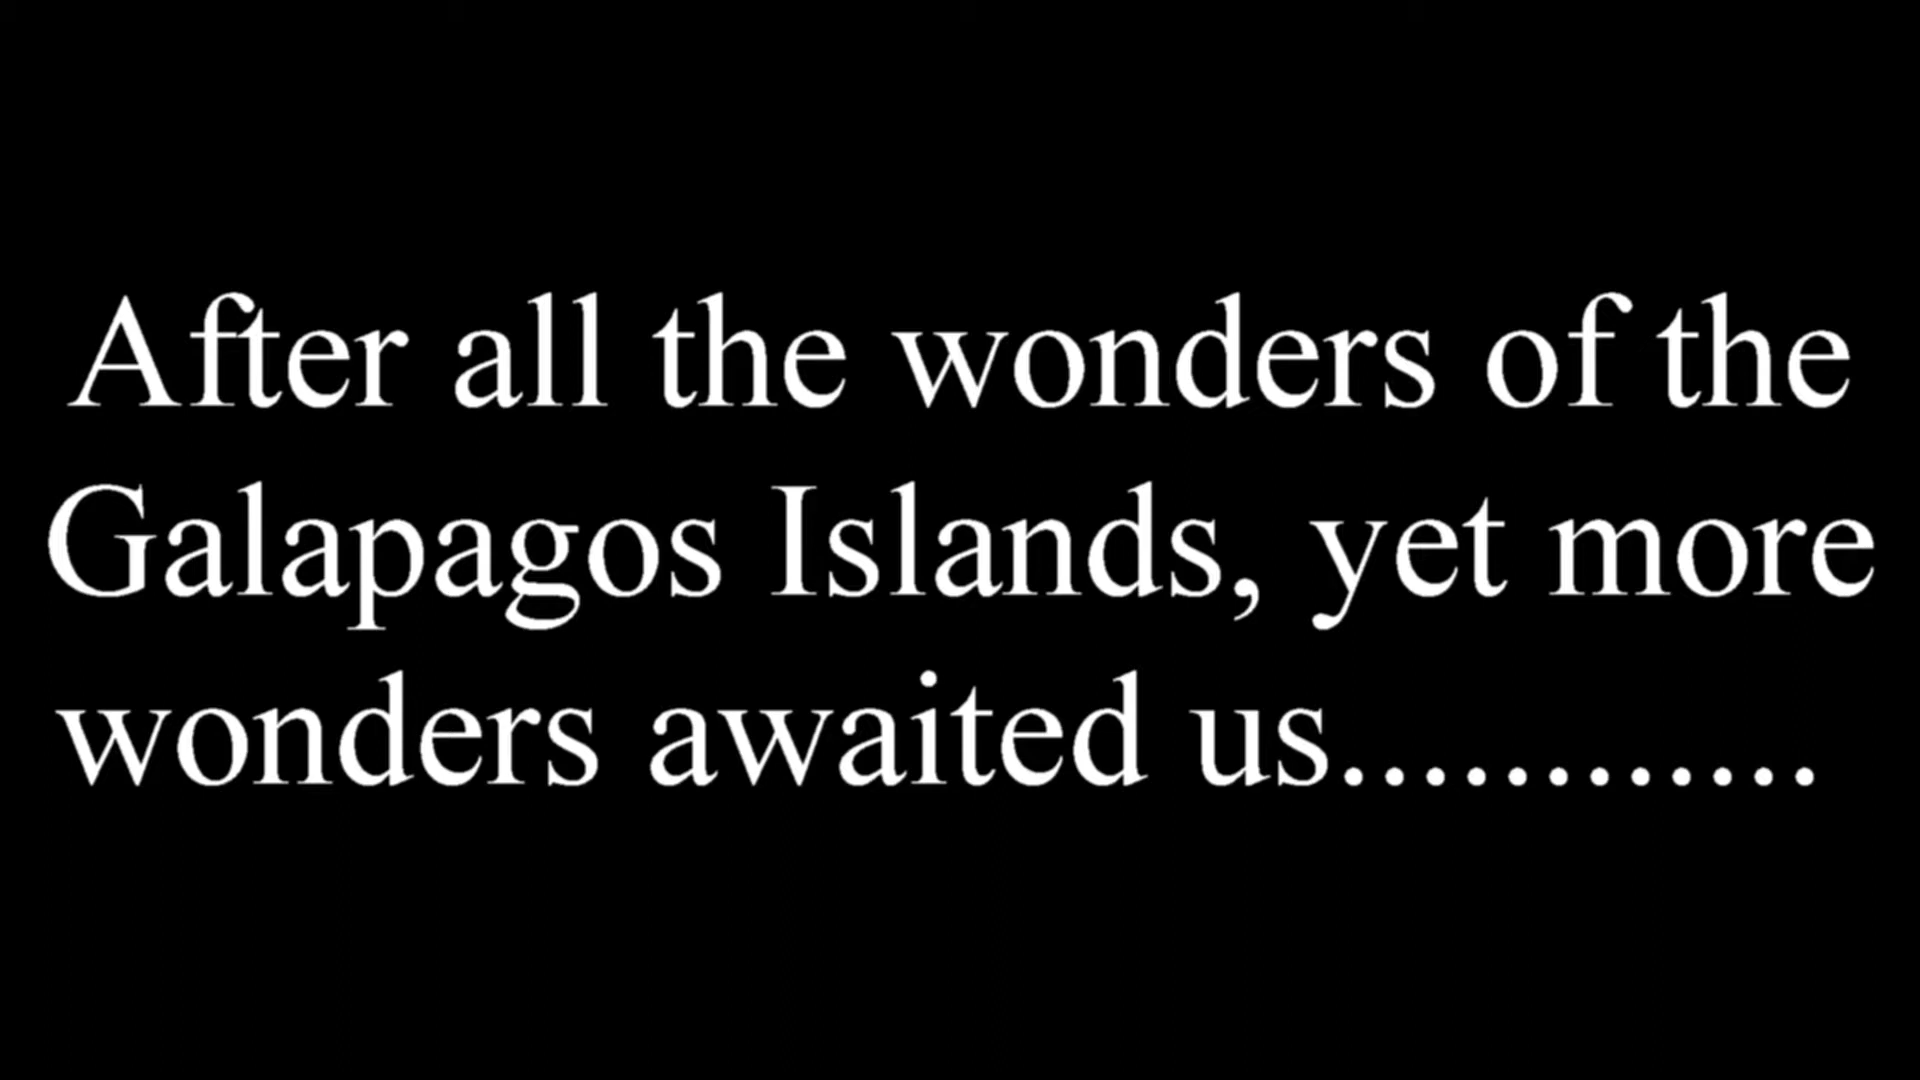 After all the wonders of the
Galapagos Islands, yet more
wonders awaited us............